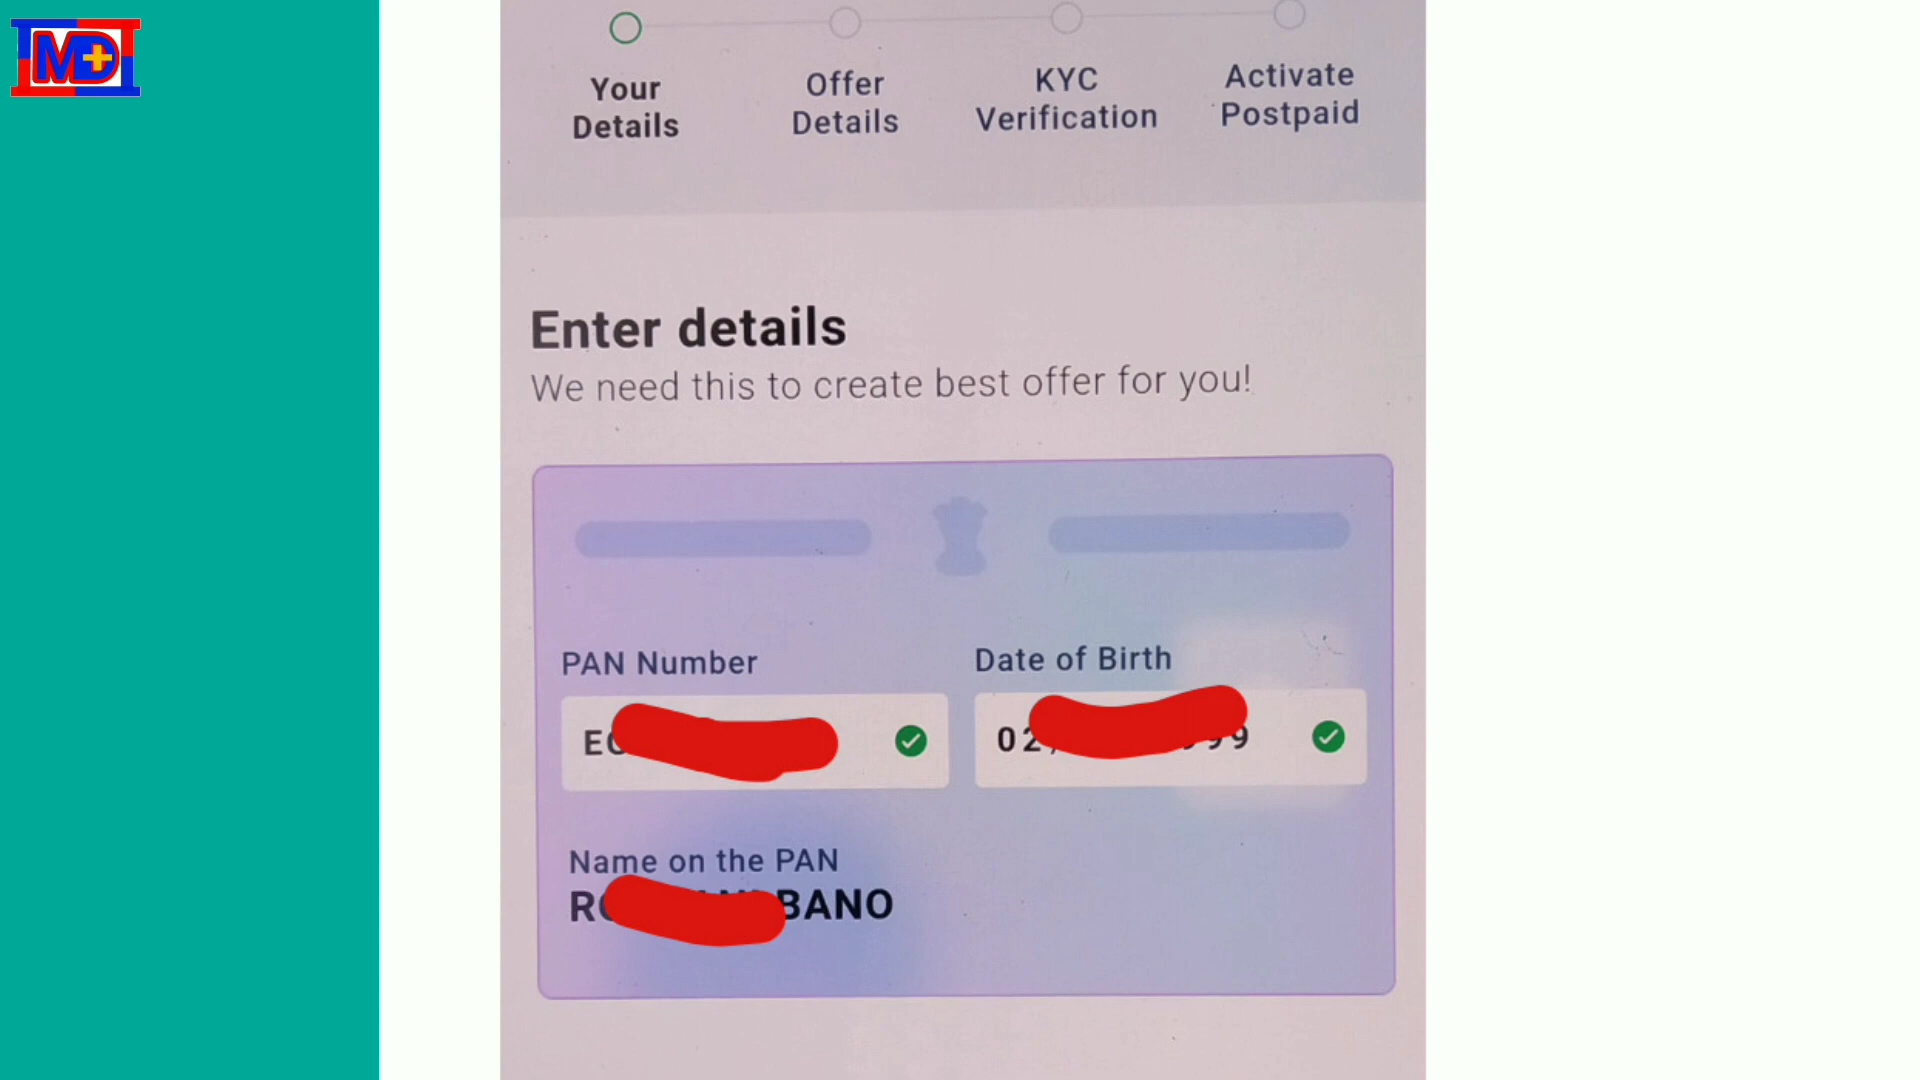 MD+
Your Details
Offer Details
KYC Verification
Activate Postpaid
Enter details
We need this to create best offer for you!
PAN Number
Date of Birth
Name on the PAN
BANO